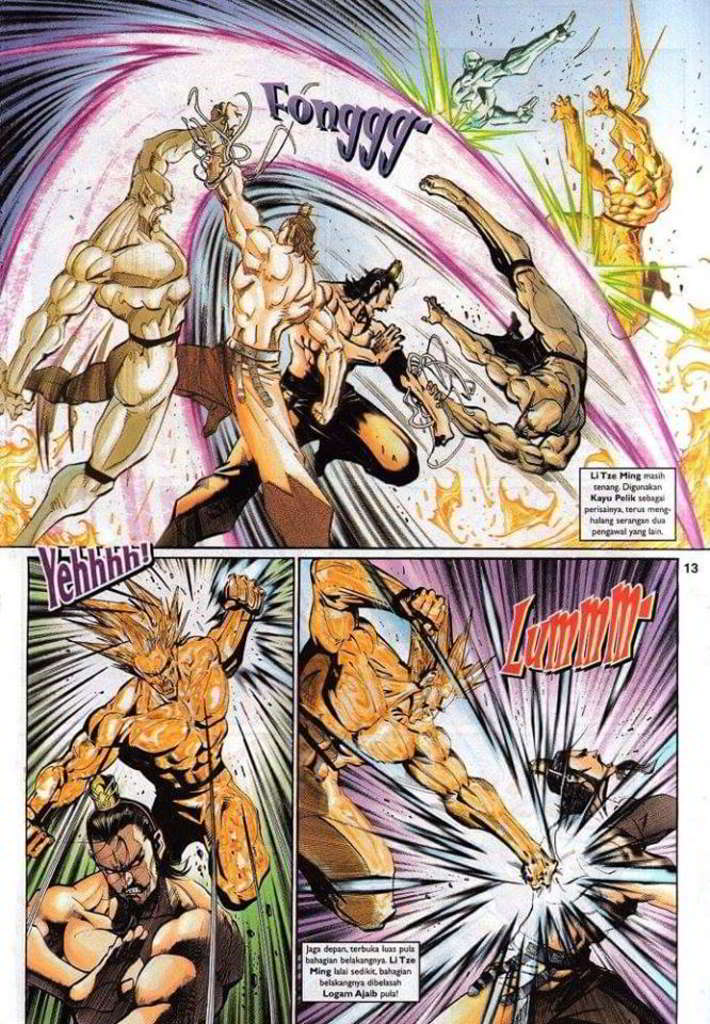 Fonggg-
Li Tze Ming masih
tenang. Digunakan
Kayu Pelik sebagai
perisainya, terus meng-
halang serangan dua
pengawal yang lain.
13
Yehhhh!
Lummm-
Jaga depan, terbuka luas pula
bahagian belakangnya. Li Tze
Ming lalai sedikit, bahagian
belakangnya dibelasah
Logam Ajaib pula!